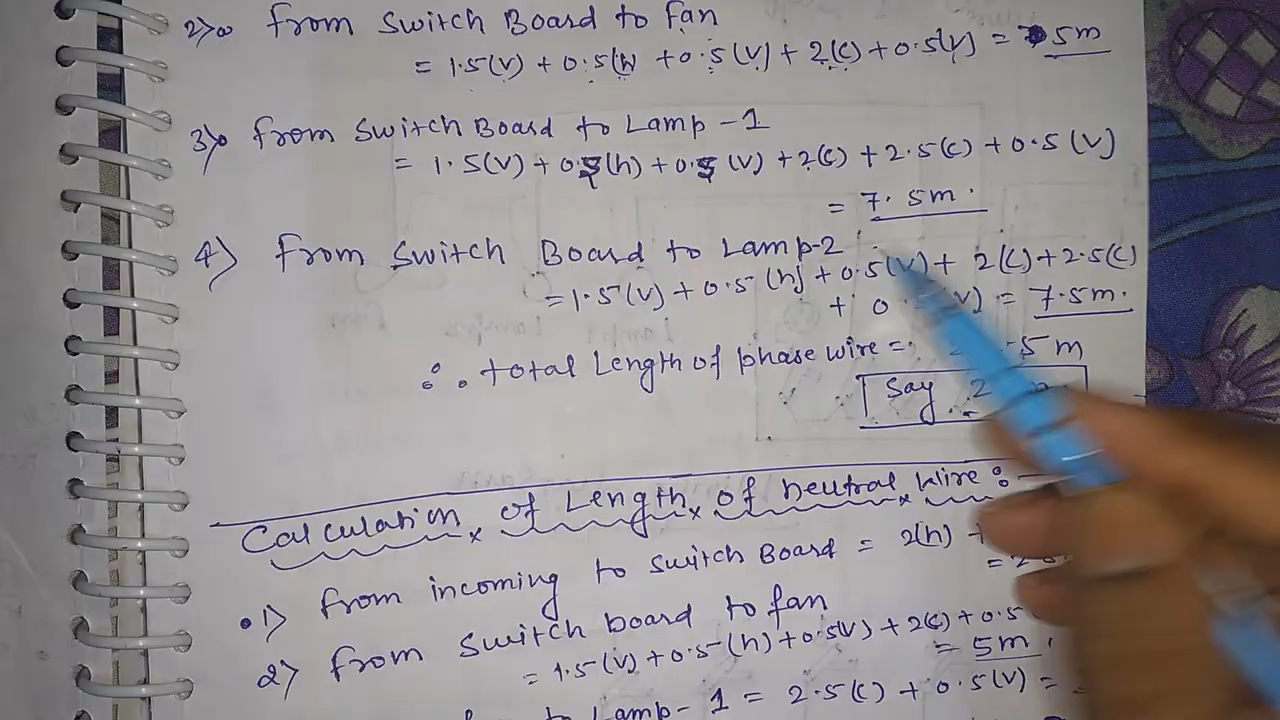 2) From Switch Board to fan
= 1.5(V) + 0.5(h) + 0.5(V) + 2(C) + 0.5(V) = 5m
3) from Switch Board to Lamp-1
= 1.5(V) + 0.5(h) + 0.5(V) + 2(C) + 2.5(C) + 0.5(V)
= 7.5m.
4) from Switch Board to Lamp-2
= 1.5(V) + 0.5(h) + 0.5(V) + 2(C) + 2.5(C)
+ 0 V) = 7.5m.
∴ total Length of phase wire = 5m
Say 2
Calculation of Length of neutral wire :-
1) from incoming to switch Board = 2(h) +
2) from switch board to fan
= 1.5(V) + 0.5(h) + 0.5(V) + 2(C) + 0.5
= 5m.
to Lamp-1 = 2.5(C) + 0.5(V) =